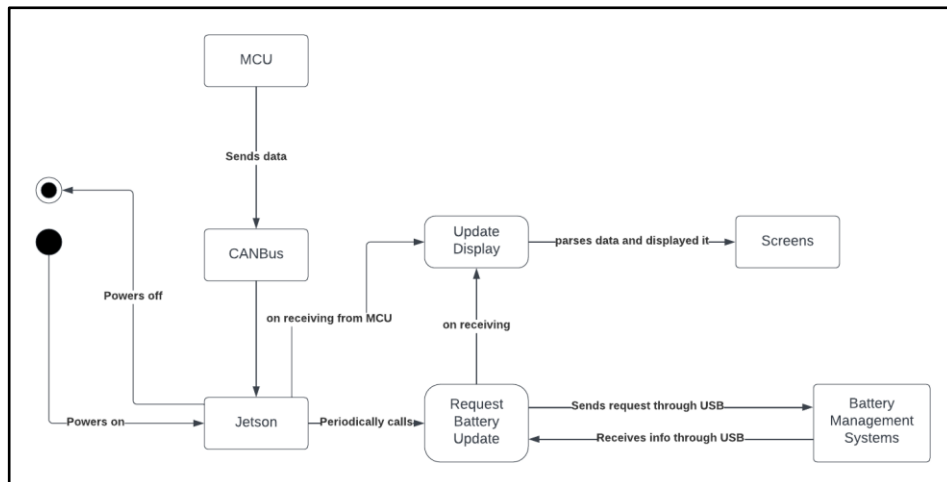 MCU
Sends data
CANBus
Update
Display
parses data and displayed it
Screens
Powers off
on receiving from MCU
on receiving
Powers on
Jetson
Periodically calls
Request
Battery
Update
Sends request through USB
Receives info through USB
Battery
Management
Systems